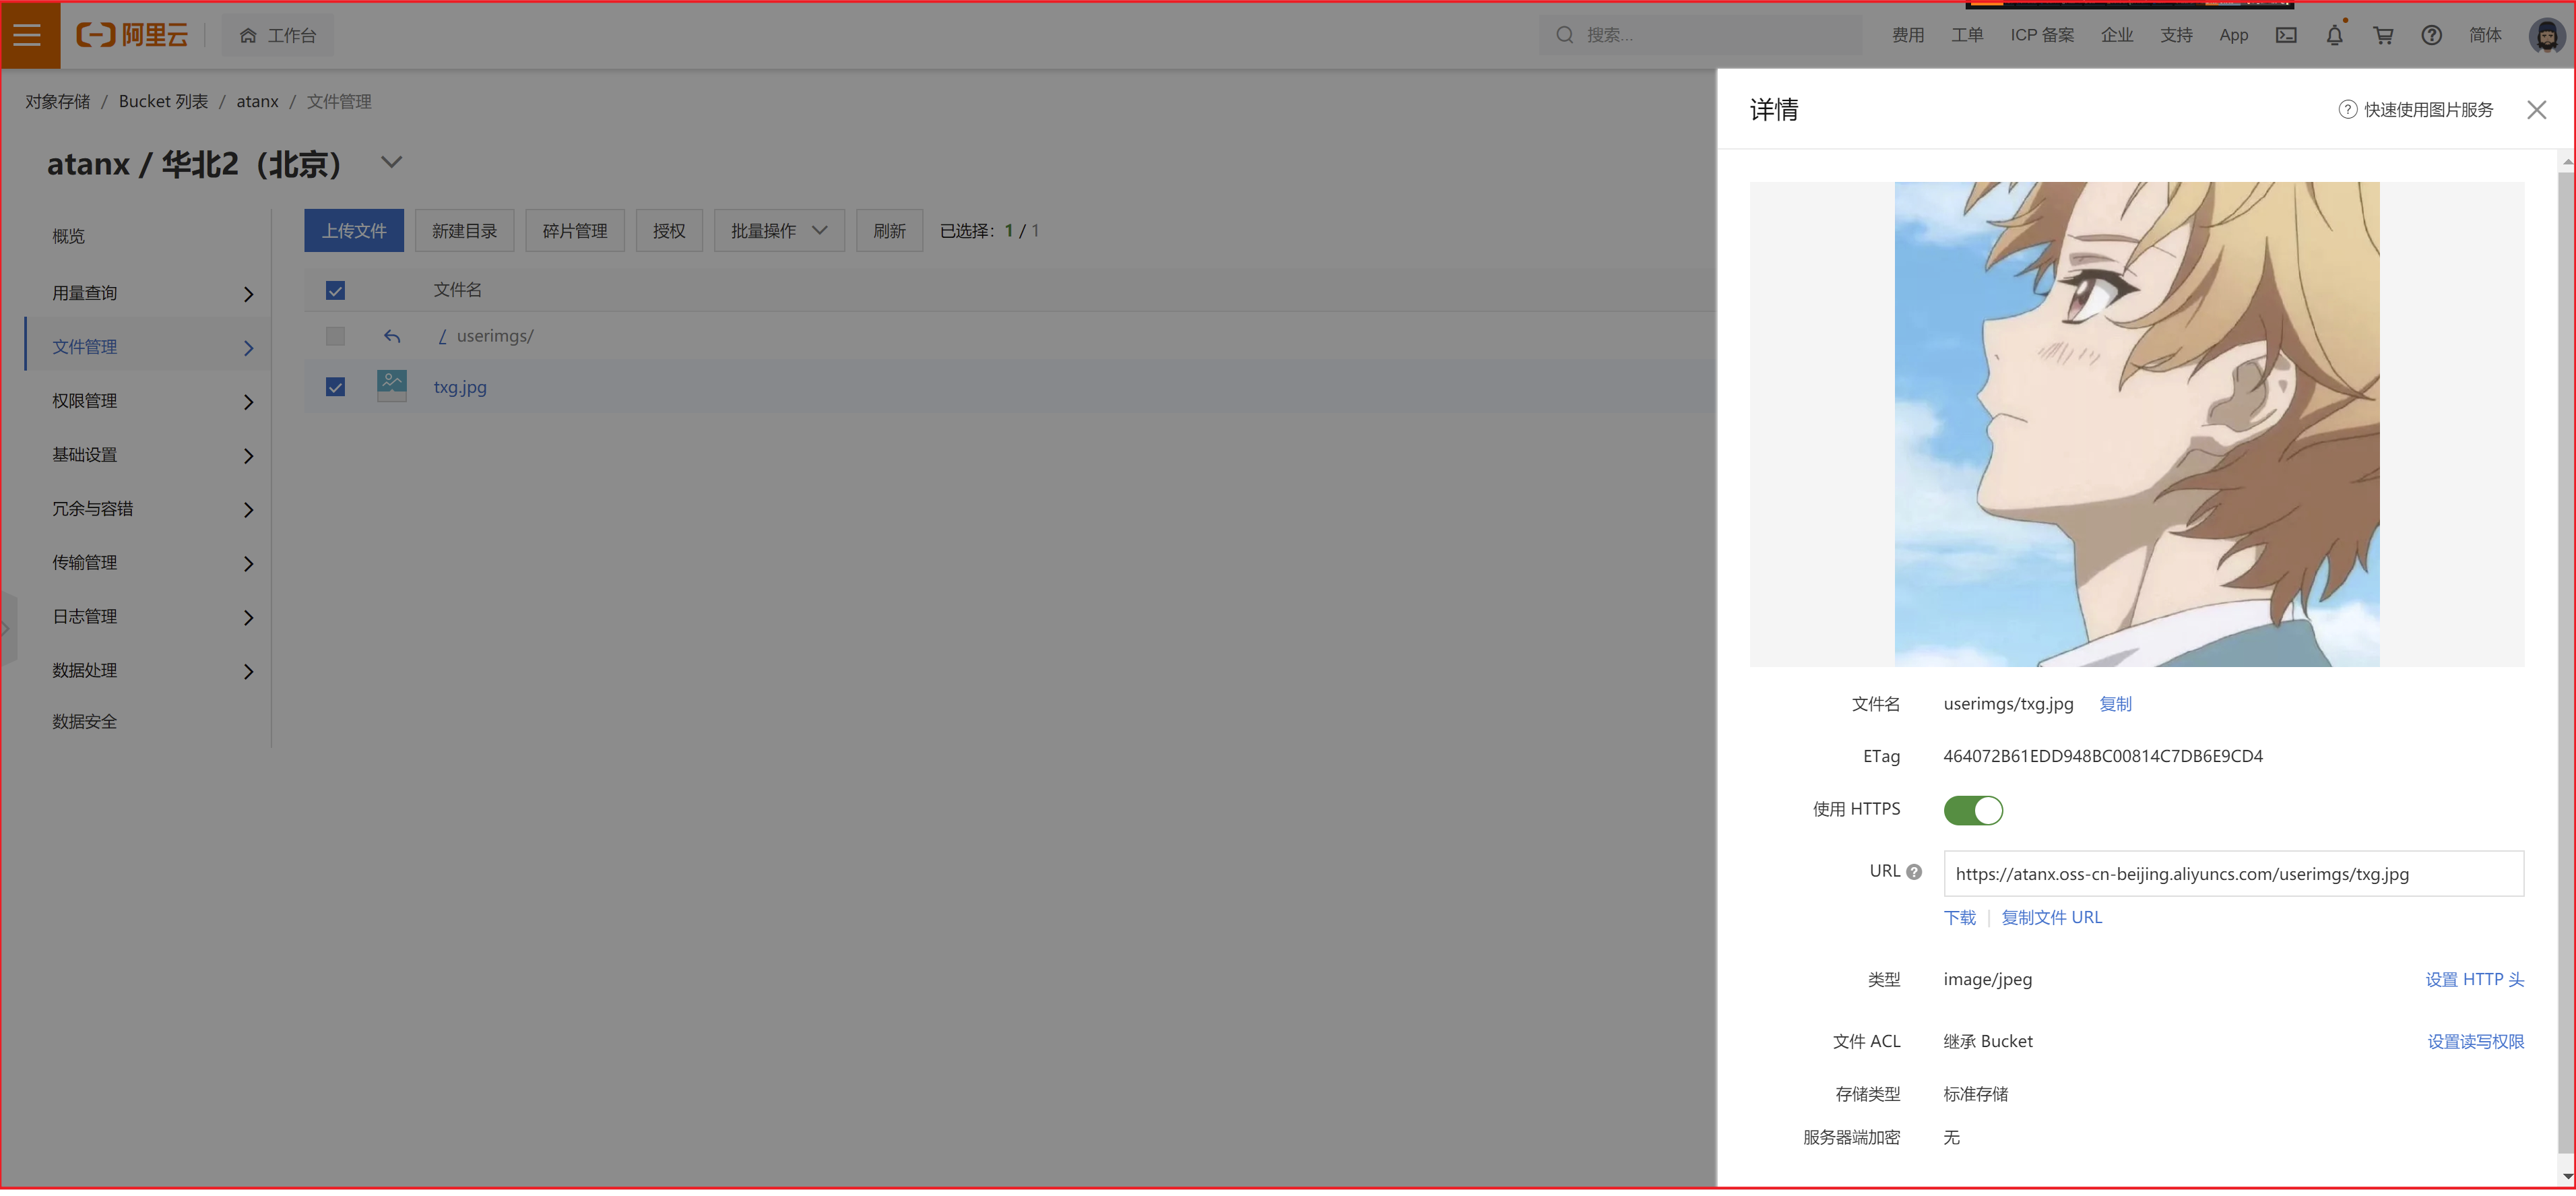 阿里云
工作台
搜索...
费用 工单 ICP 备案 企业 支持 App 简体
对象存储 / Bucket 列表 / atanx / 文件管理
atanx / 华北2（北京）
概览
用量查询
文件管理
权限管理
基础设置
冗余与容错
传输管理
日志管理
数据处理
数据安全
上传文件 新建目录 碎片管理 授权 批量操作 刷新 已选择：1 / 1
文件名
/ userimgs/
txg.jpg
详情
快速使用图片服务
文件名 userimgs/txg.jpg 复制
ETag 464072B61EDD948BC00814C7DB6E9CD4
使用 HTTPS
URL https://atanx.oss-cn-beijing.aliyuncs.com/userimgs/txg.jpg
下载 | 复制文件 URL
类型 image/jpeg 设置 HTTP 头
文件 ACL 继承 Bucket 设置读写权限
存储类型 标准存储
服务器端加密 无